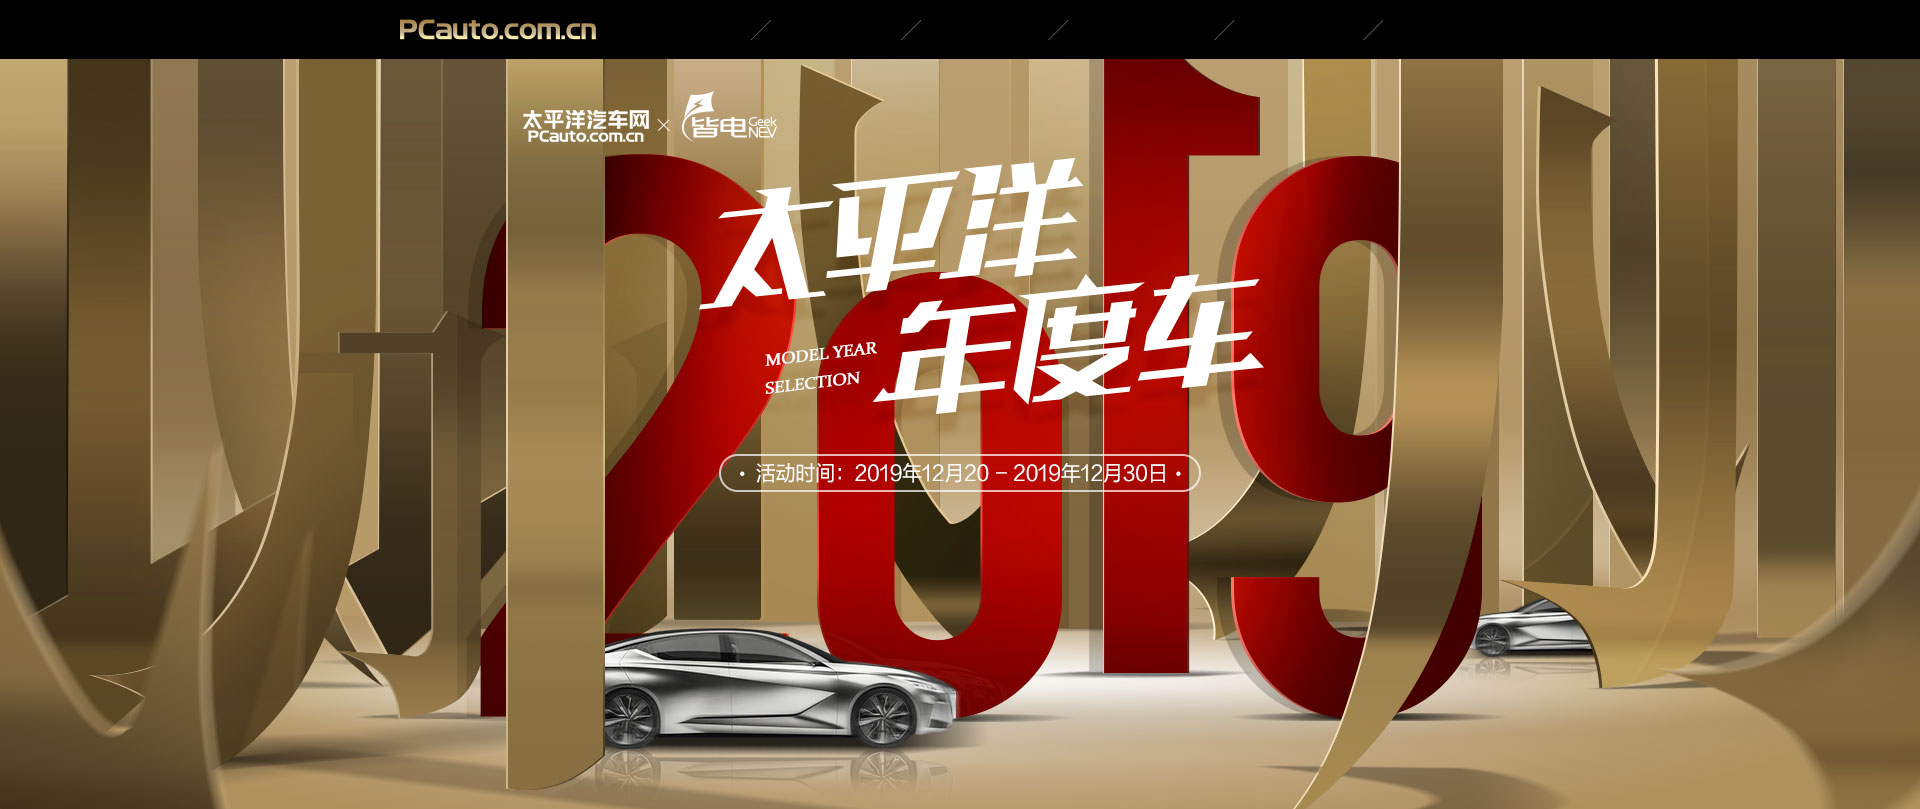 PCauto.com.cn
太平洋汽车网 × 皆电 Geek NEV
PCauto.com.cn
2019
太平洋
年度车
MODEL YEAR
SELECTION
· 活动时间：2019年12月20 - 2019年12月30日 ·